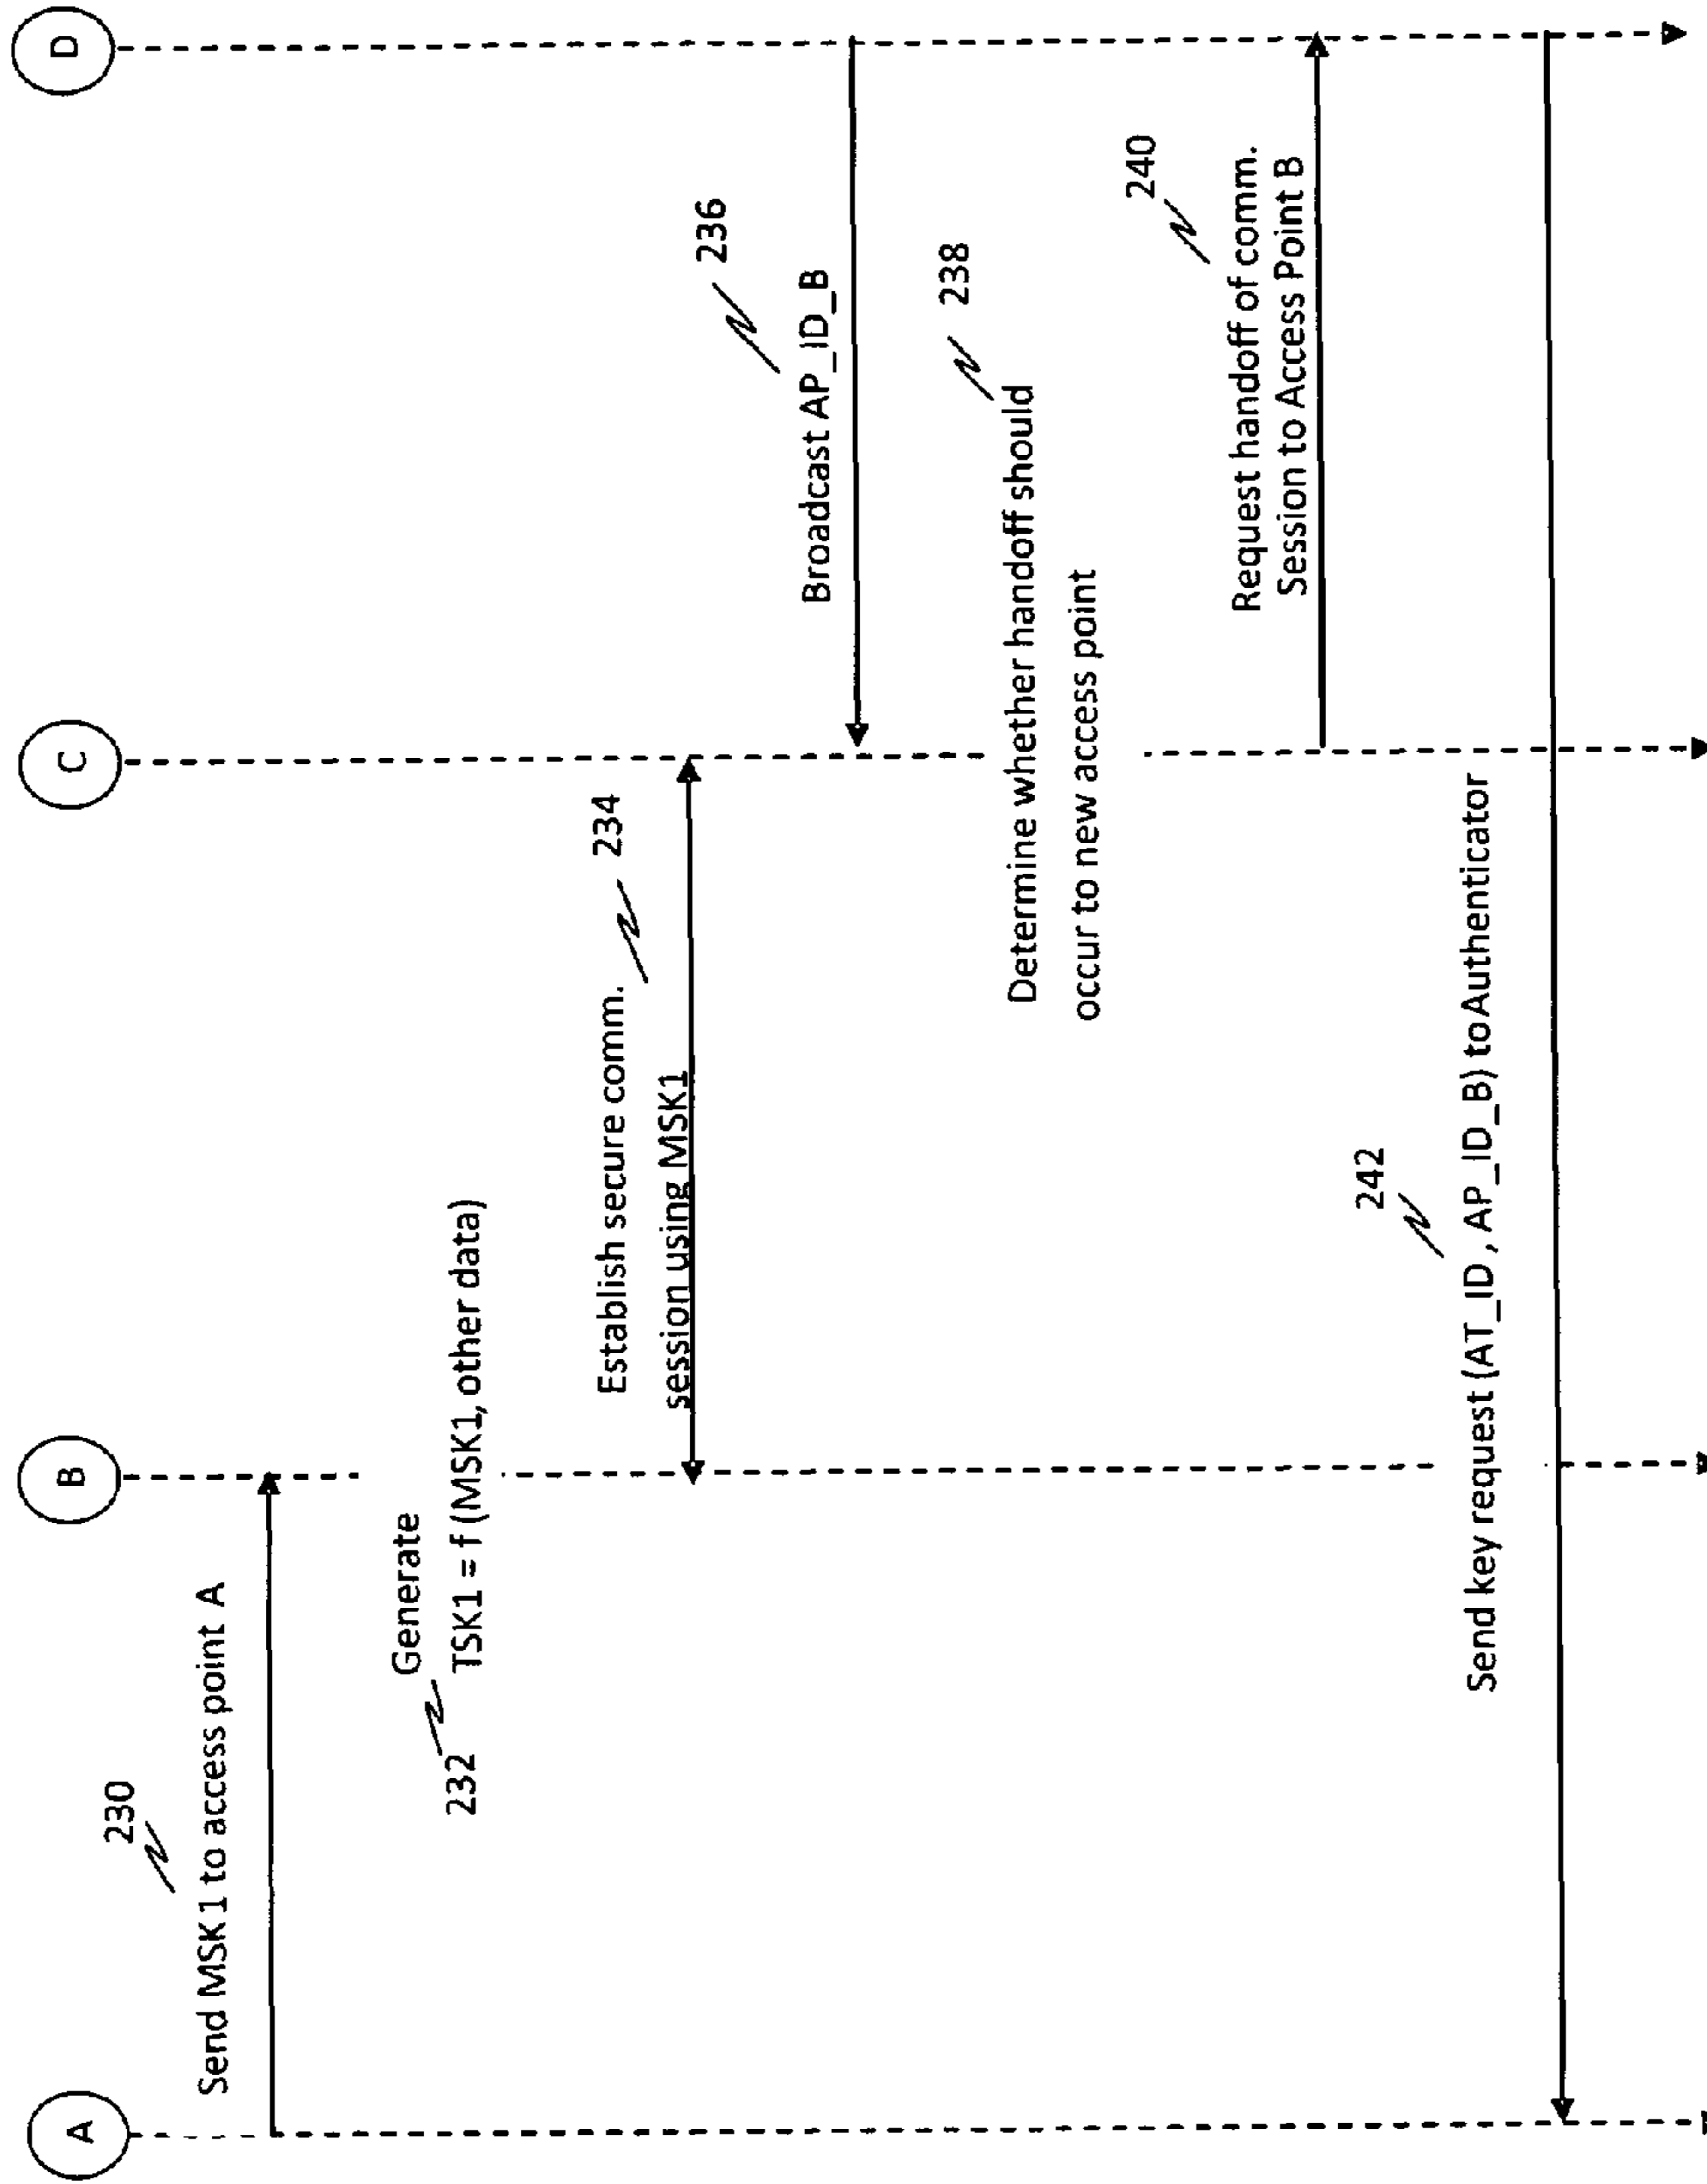 A
B
C
D
230
Send MSK1 to access point A
Generate
232
TSK1 = f (MSK1, other data)
234
Establish secure comm.
session using MSK1
236
Broadcast AP_ID_B
238
Determine whether handoff should
occur to new access point
240
Request handoff of comm.
Session to Access Point B
242
Send key request (AT_ID , AP_ID_B) to Authenticator